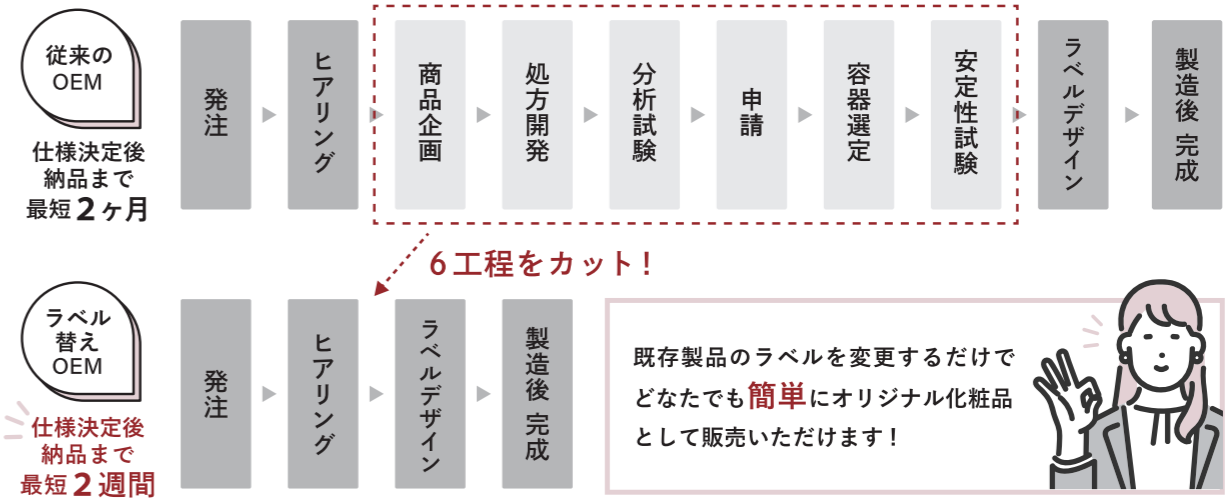 従来の
OEM
仕様決定後
納品まで
最短2ヶ月
発注
ヒアリング
商品企画
処方開発
分析試験
申請
容器選定
安定性試験
ラベルデザイン
製造後 完成
6工程をカット！
ラベル
替え
OEM
仕様決定後
納品まで
最短2週間
発注
ヒアリング
ラベルデザイン
製造後 完成
既存製品のラベルを変更するだけで
どなたでも簡単にオリジナル化粧品
として販売いただけます！